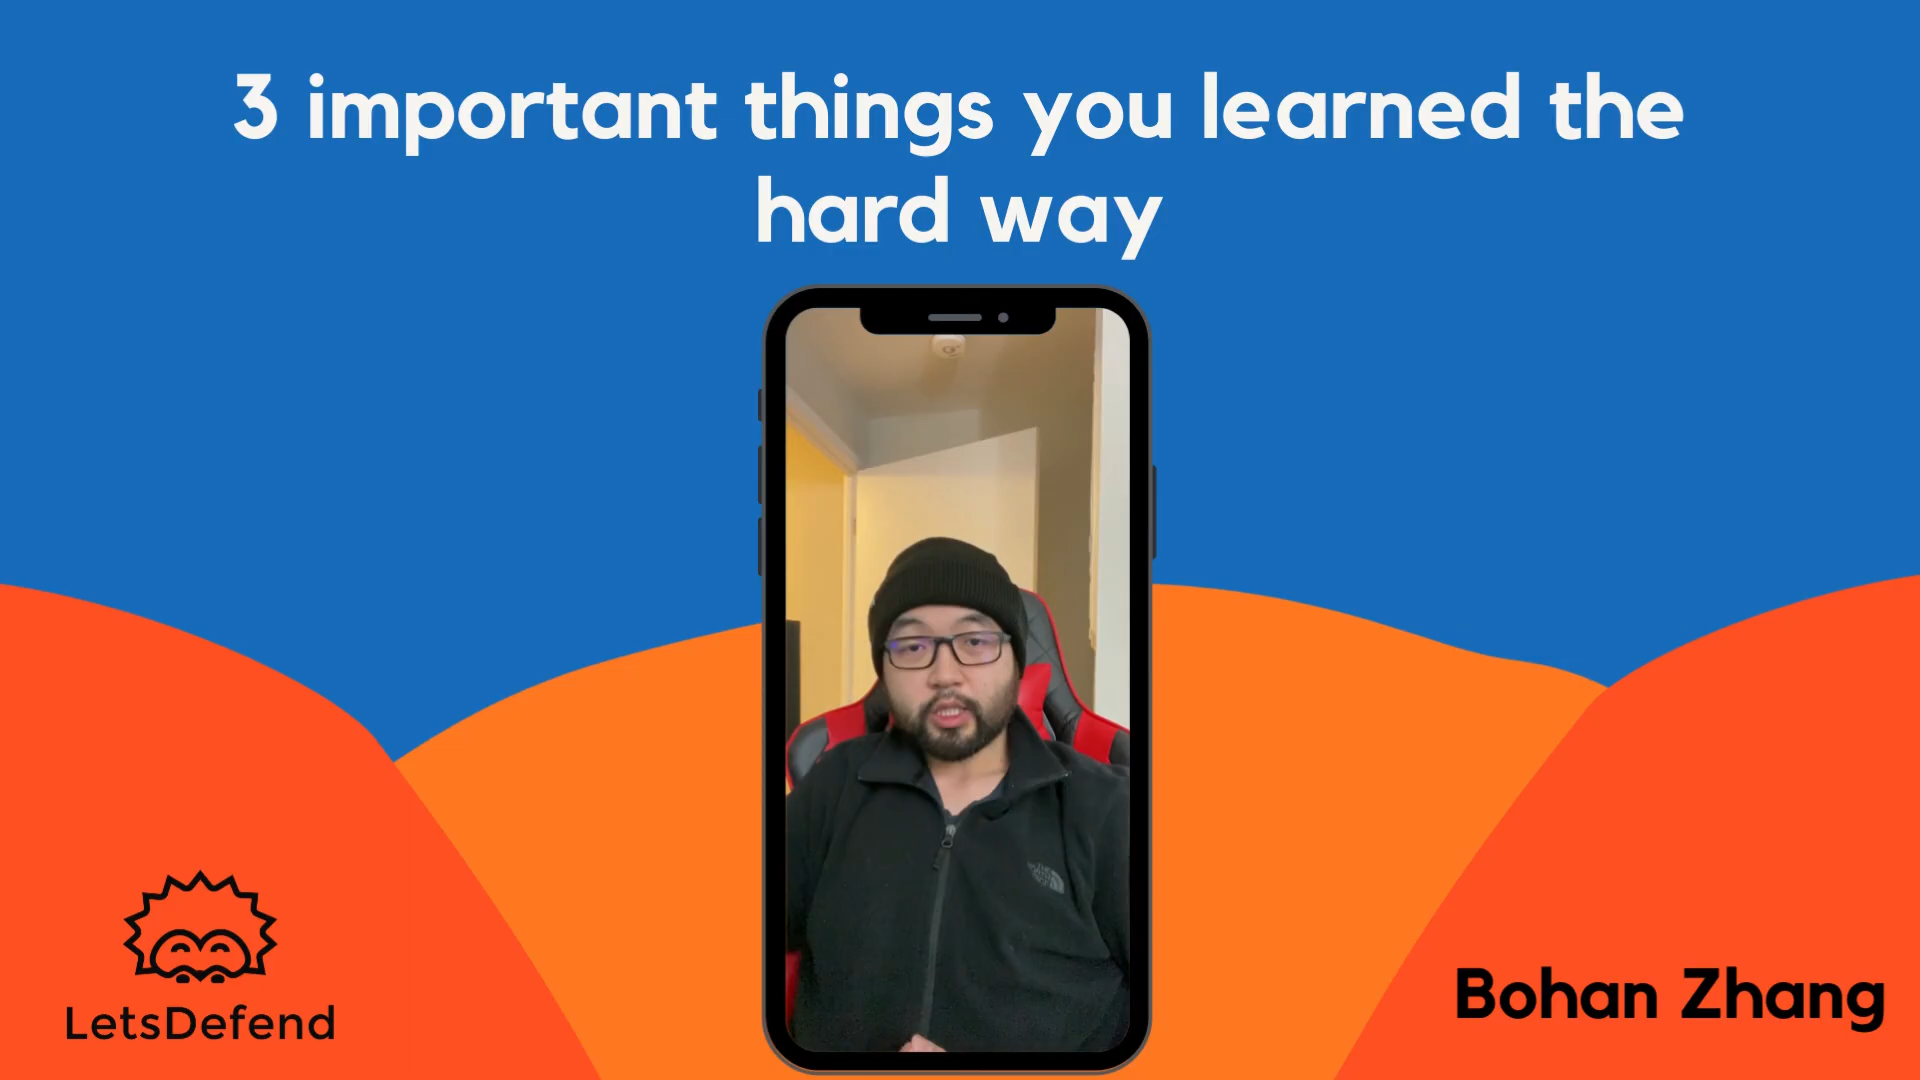 3 important things you learned the
hard way
LetsDefend
Bohan Zhang